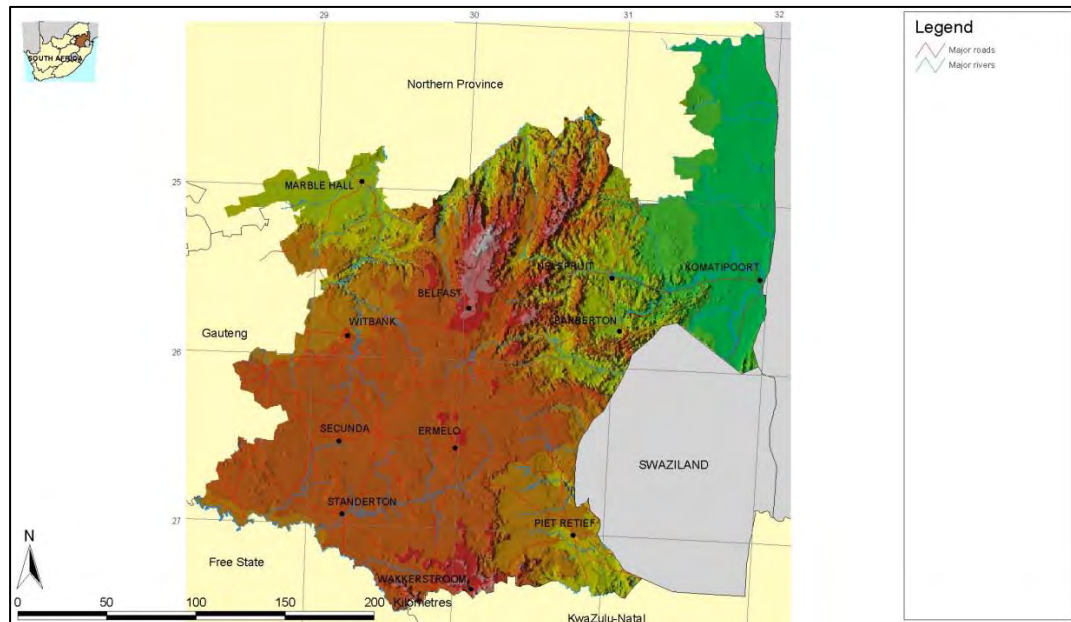 29
30
31
32
Legend
Major roads
Major rivers
SOUTH AFRICA
Northern Province
25
MARBLE HALL
NELSPRUIT
KOMATIPOORT
BELFAST
WITBANK
BARBERTON
Gauteng
26
SECUNDA
ERMELO
SWAZILAND
STANDERTON
27
PIET RETIEF
N
Free State
WAKKERSTROOM
0 50 100 150 200 Kilometres
KwaZulu-Natal